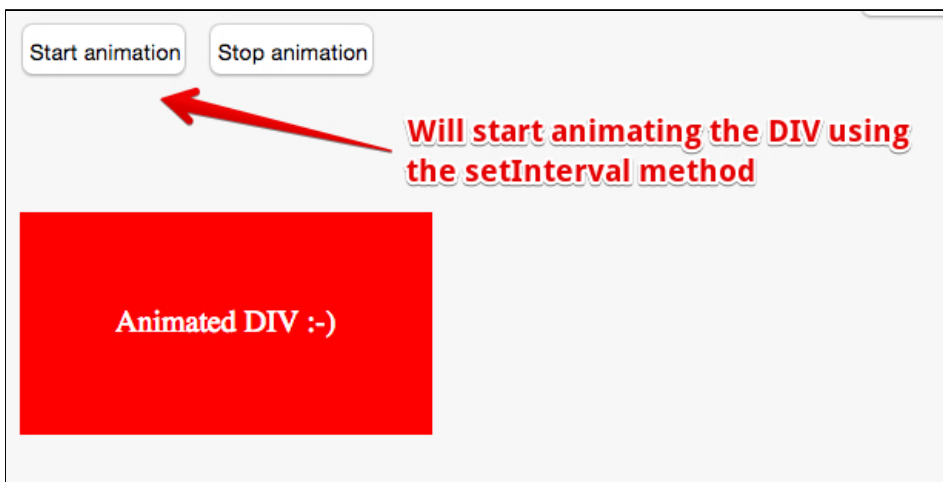 Start animation
Stop animation
Will start animating the DIV using
the setInterval method
Animated DIV :-)